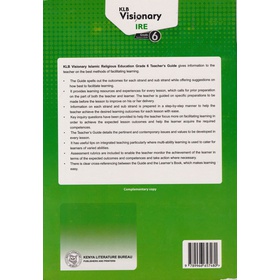 KLB
Visionary
IRE
6
KLB Visionary Islamic Religious Education Grade 6 Teacher's Guide gives information to the
teacher on the best methods of facilitating learning.
The Guide spells out the outcomes for each strand and sub strand while offering suggestions on
how best to facilitate learning.
• It provides learning resources and experiences for every lesson, which calls for prior preparation
on the part of both the teacher and learner. The teacher is guided on specific preparations to be
made before the lesson to improve on his or her delivery.
• Information on each strand and sub strand is prepared in a step-by-step manner to help the
teacher achieve the desired learning outcomes for each lesson with ease.
• Key inquiry questions have been provided to help the teacher focus more on facilitating learning in
order to achieve the expected lesson outcomes and help the learner acquire the required
competencies.
• The Teacher's Guide details the pertinent and contemporary issues and values to be developed in
every lesson.
• It has useful tips on integrated learning particularly where multi-ability learning is used to cater for
learners of varied abilities.
• Assessment rubrics are included to enable the teacher monitor the achievement of the learner in
terms of the expected outcomes and competencies and take action where necessary.
• There is clear cross-reference between the Guide and the Learner's Book, which makes learning
easy.
Complimentary copy
KENYA LITERATURE BUREAU
PUBLISHERS AND PRINTERS